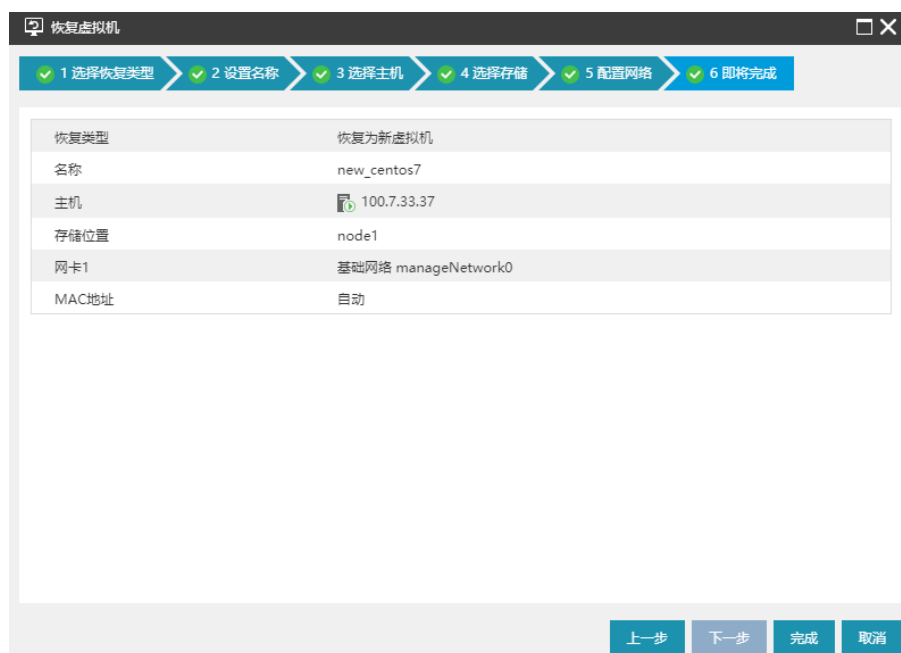 恢复虚拟机
1 选择恢复类型 2 设置名称 3 选择主机 4 选择存储 5 配置网络 6 即将完成
恢复类型 恢复为新虚拟机
名称 new_centos7
主机 100.7.33.37
存储位置 node1
网卡1 基础网络 manageNetwork0
MAC地址 自动
上一步 下一步 完成 取消